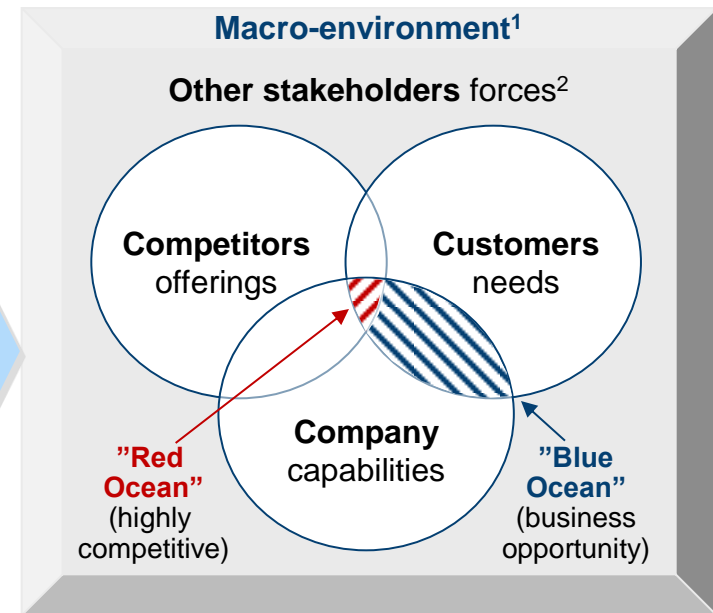 Macro-environment¹
Other stakeholders forces²
Competitors
offerings
Customers
needs
Company
capabilities
”Red
Ocean”
(highly
competitive)
”Blue
Ocean”
(business
opportunity)